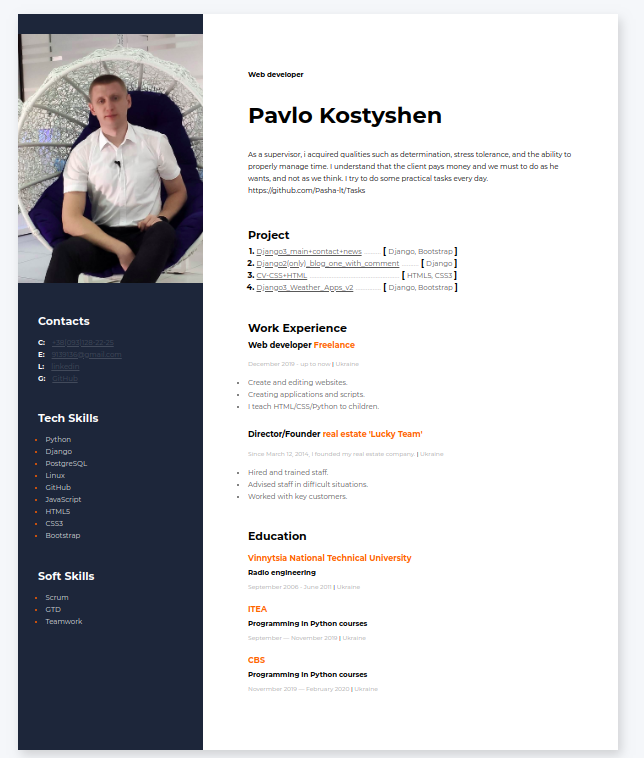 Web developer
Pavlo Kostyshen
As a supervisor, i acquired qualities such as determination, stress tolerance, and the ability to
properly manage time. I understand that the client pays money and we must to do as he
wants, and not as we think. I try to do some practical tasks every day.
https://github.com/Pasha-lt/Tasks
Project
1. Django3_main+contact+news ........ [ Django, Bootstrap ]
2. Django2(only)_blog_one_with_comment ........ [ Django ]
3. CV-CSS+HTML ........ [ HTML5, CSS3 ]
4. Django3_Weather_Apps_v2 ........ [ Django, Bootstrap ]
Work Experience
Web developer Freelance
December 2019 - up to now | Ukraine
Create and editing websites.
Creating applications and scripts.
I teach HTML/CSS/Python to children.
Director/Founder real estate 'Lucky Team'
Since March 12, 2014, I founded my real estate company. | Ukraine
Hired and trained staff.
Advised staff in difficult situations.
Worked with key customers.
Education
Vinnytsia National Technical University
Radio engineering
September 2006 - June 2011 | Ukraine
ITEA
Programming in Python courses
September — November 2019 | Ukraine
CBS
Programming in Python courses
Novermber 2019 — February 2020 | Ukraine
Contacts
C:
E:
L: linkedin
G: GitHub
Tech Skills
Python
Django
PostgreSQL
Linux
GitHub
JavaScript
HTML5
CSS3
Bootstrap
Soft Skills
Scrum
GTD
Teamwork